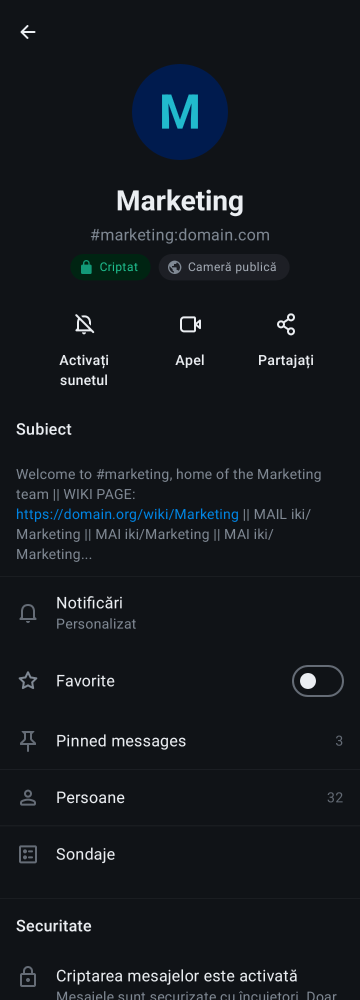 M
Marketing
#marketing:domain.com
Criptat
Cameră publică
Activați
sunetul
Apel
Partajați
Subiect
Welcome to #marketing, home of the Marketing
team || WIKI PAGE:
https://domain.org/wiki/Marketing || MAIL iki/
Marketing || MAI iki/Marketing || MAI iki/
Marketing...
Notificări
Personalizat
Favorite
Pinned messages
3
Persoane
32
Sondaje
Securitate
Criptarea mesajelor este activată
Mesajele sunt securizate cu încuietori. Doar